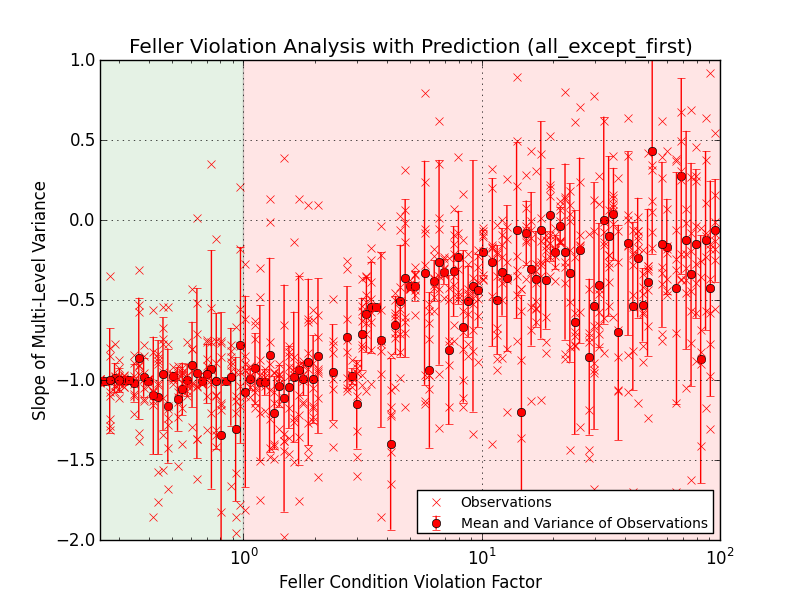 Feller Violation Analysis with Prediction (all_except_first)
Slope of Multi-Level Variance
1.0
0.5
0.0
−0.5
−1.0
−1.5
−2.0
Observations
Mean and Variance of Observations
10⁰ 10¹ 10²
Feller Condition Violation Factor